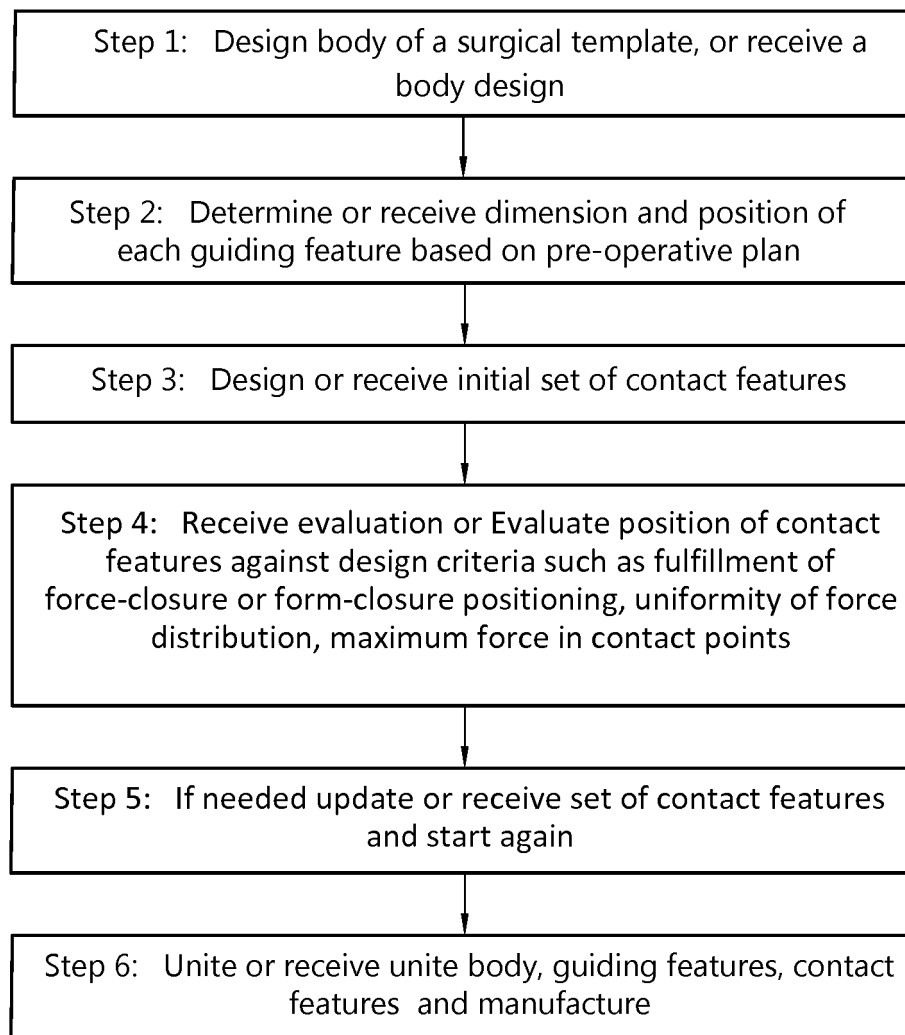 Step 1: Design body of a surgical template, or receive a
body design
Step 2: Determine or receive dimension and position of
each guiding feature based on pre-operative plan
Step 3: Design or receive initial set of contact features
Step 4: Receive evaluation or Evaluate position of contact
features against design criteria such as fulfillment of
force-closure or form-closure positioning, uniformity of force
distribution, maximum force in contact points
Step 5: If needed update or receive set of contact features
and start again
Step 6: Unite or receive unite body, guiding features, contact
features and manufacture